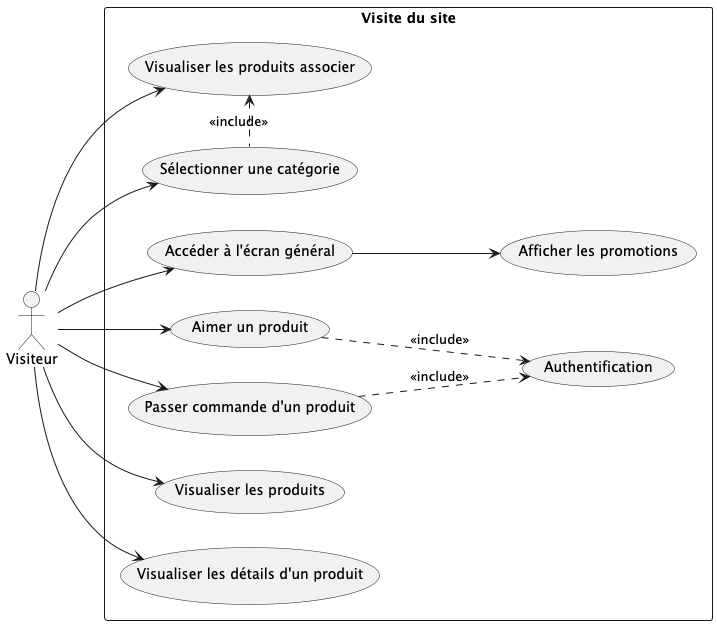 Visite du site
Visualiser les produits associer
«include»
Sélectionner une catégorie
Accéder à l'écran général
Afficher les promotions
Aimer un produit
«include»
Visiteur
Authentification
«include»
Passer commande d'un produit
Visualiser les produits
Visualiser les détails d'un produit